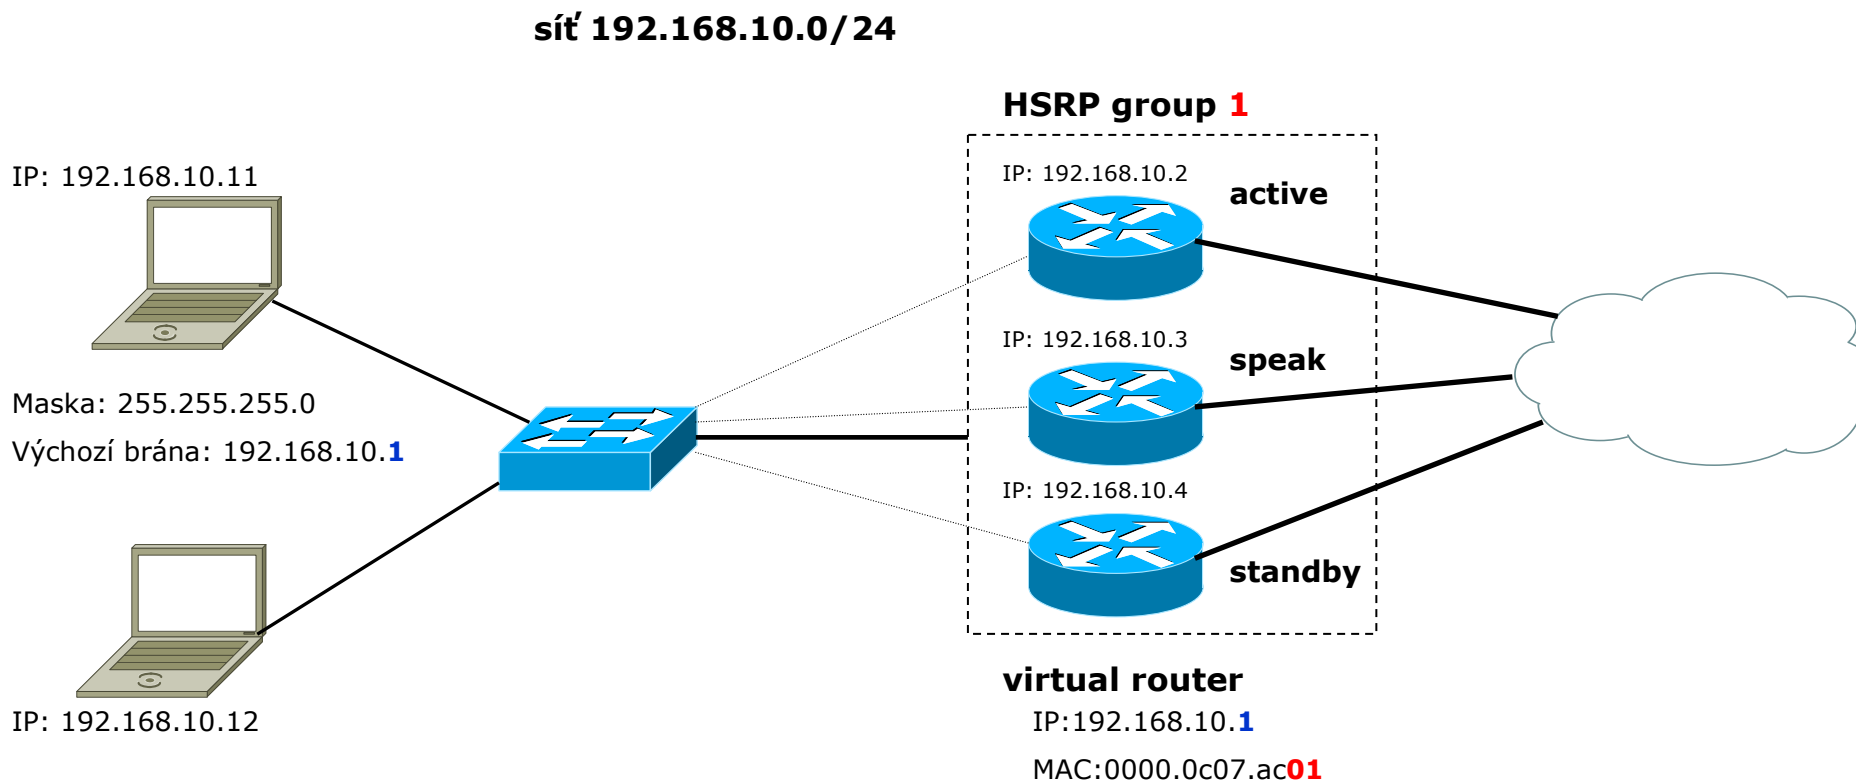 síť 192.168.10.0/24
HSRP group 1
IP: 192.168.10.11
IP: 192.168.10.2
active
IP: 192.168.10.3
speak
Maska: 255.255.255.0
Výchozí brána: 192.168.10.1
IP: 192.168.10.4
standby
IP: 192.168.10.12
virtual router
IP:192.168.10.1
MAC:0000.0c07.ac01